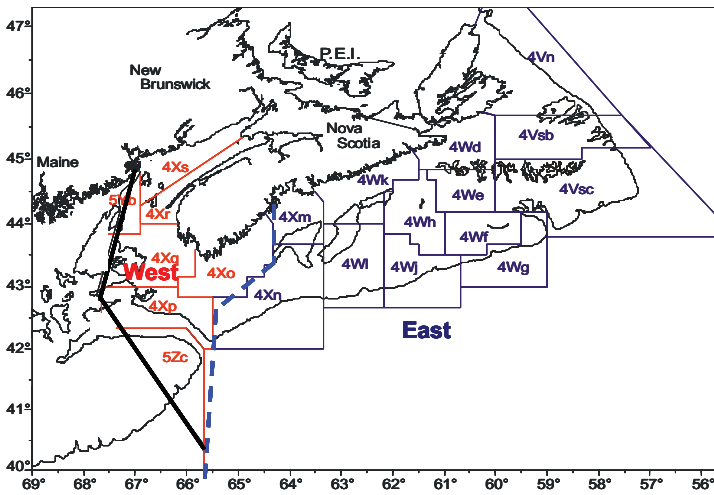 47°
46°
45°
44°
43°
42°
41°
40°
P.E.I.
New
Brunswick
Nova
Scotia
Maine
4Vn
4Vsb
4Vsc
4Wd
4We
4Wk
4Wh
4Wf
4Wg
4Wj
4Wl
4Xm
4Xn
4Xs
4Xr
5Yb
4Xq
West
4Xo
4Xp
5Zc
East
69° 68° 67° 66° 65° 64° 63° 62° 61° 60° 59° 58° 57° 56°